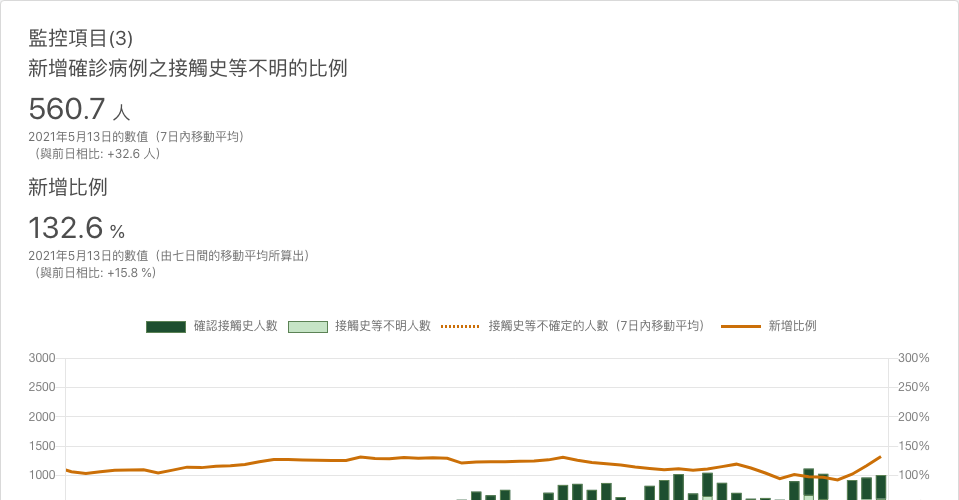 監控項目(3)
新增確診病例之接觸史等不明的比例
560.7 人
2021年5月13日的數值（7日內移動平均）
（與前日相比: +32.6 人）
新增比例
132.6 %
2021年5月13日的數值（由七日間的移動平均所算出）
（與前日相比: +15.8 %）
確認接觸史人數 接觸史等不明人數 接觸史等不確定的人數（7日內移動平均） 新增比例
3000 300%
2500 250%
2000 200%
1500 150%
1000 100%